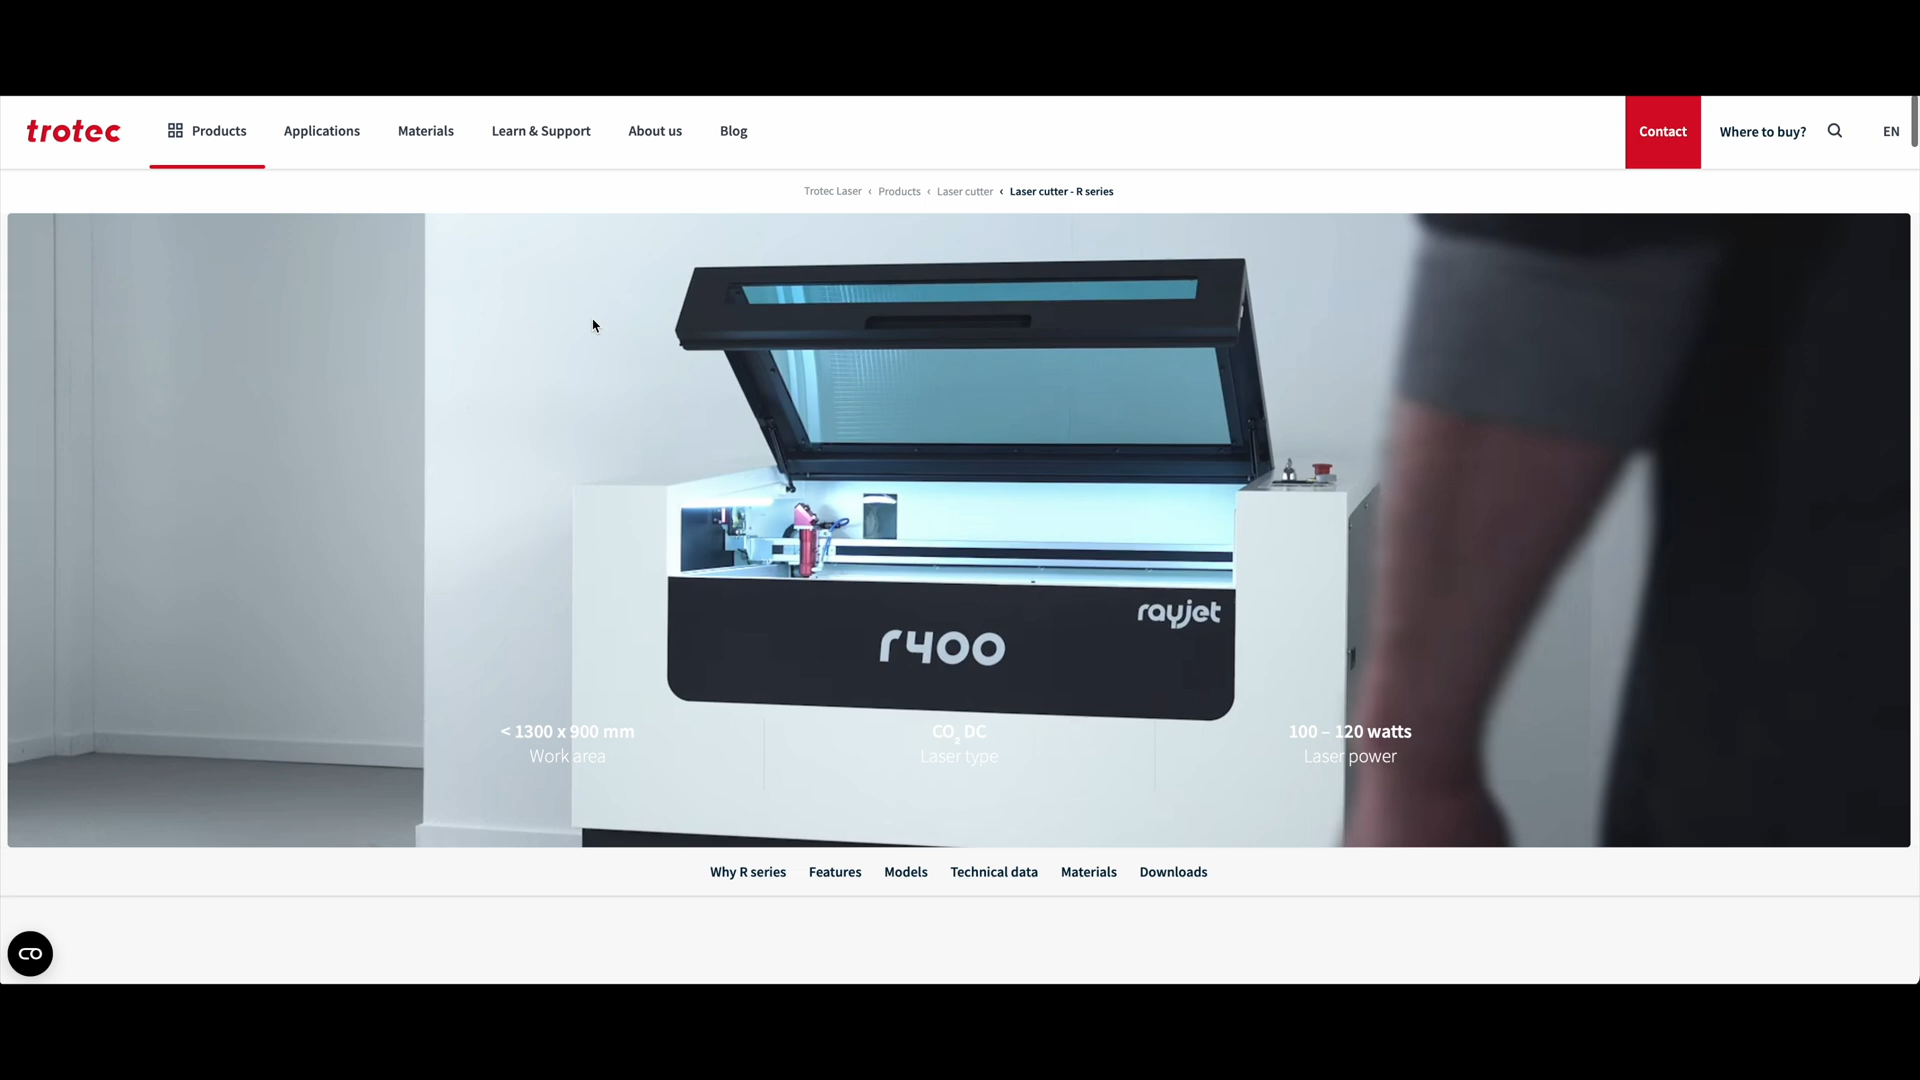 trotec
Products
Applications
Materials
Learn & Support
About us
Blog
Contact
Where to buy?
EN
Trotec Laser ‹ Products ‹ Laser cutter ‹ Laser cutter - R series
rayjet
r400
< 1300 x 900 mm
Work area
CO₂ DC
Laser type
100 – 120 watts
Laser power
Why R series
Features
Models
Technical data
Materials
Downloads